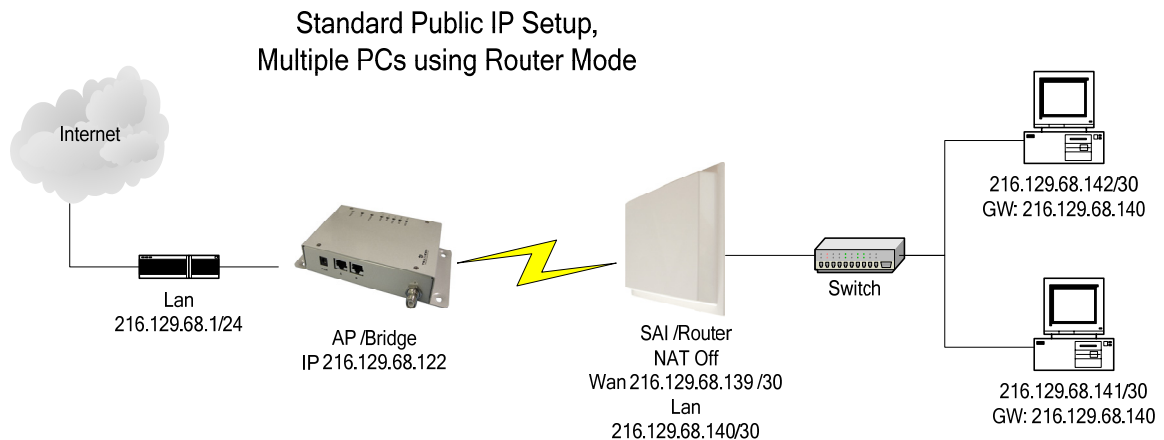 Standard Public IP Setup,
Multiple PCs using Router Mode
Internet
Lan
216.129.68.1/24
AP /Bridge
IP 216.129.68.122
SAI /Router
NAT Off
Wan 216.129.68.139 /30
Lan
216.129.68.140/30
Switch
216.129.68.142/30
GW: 216.129.68.140
216.129.68.141/30
GW: 216.129.68.140